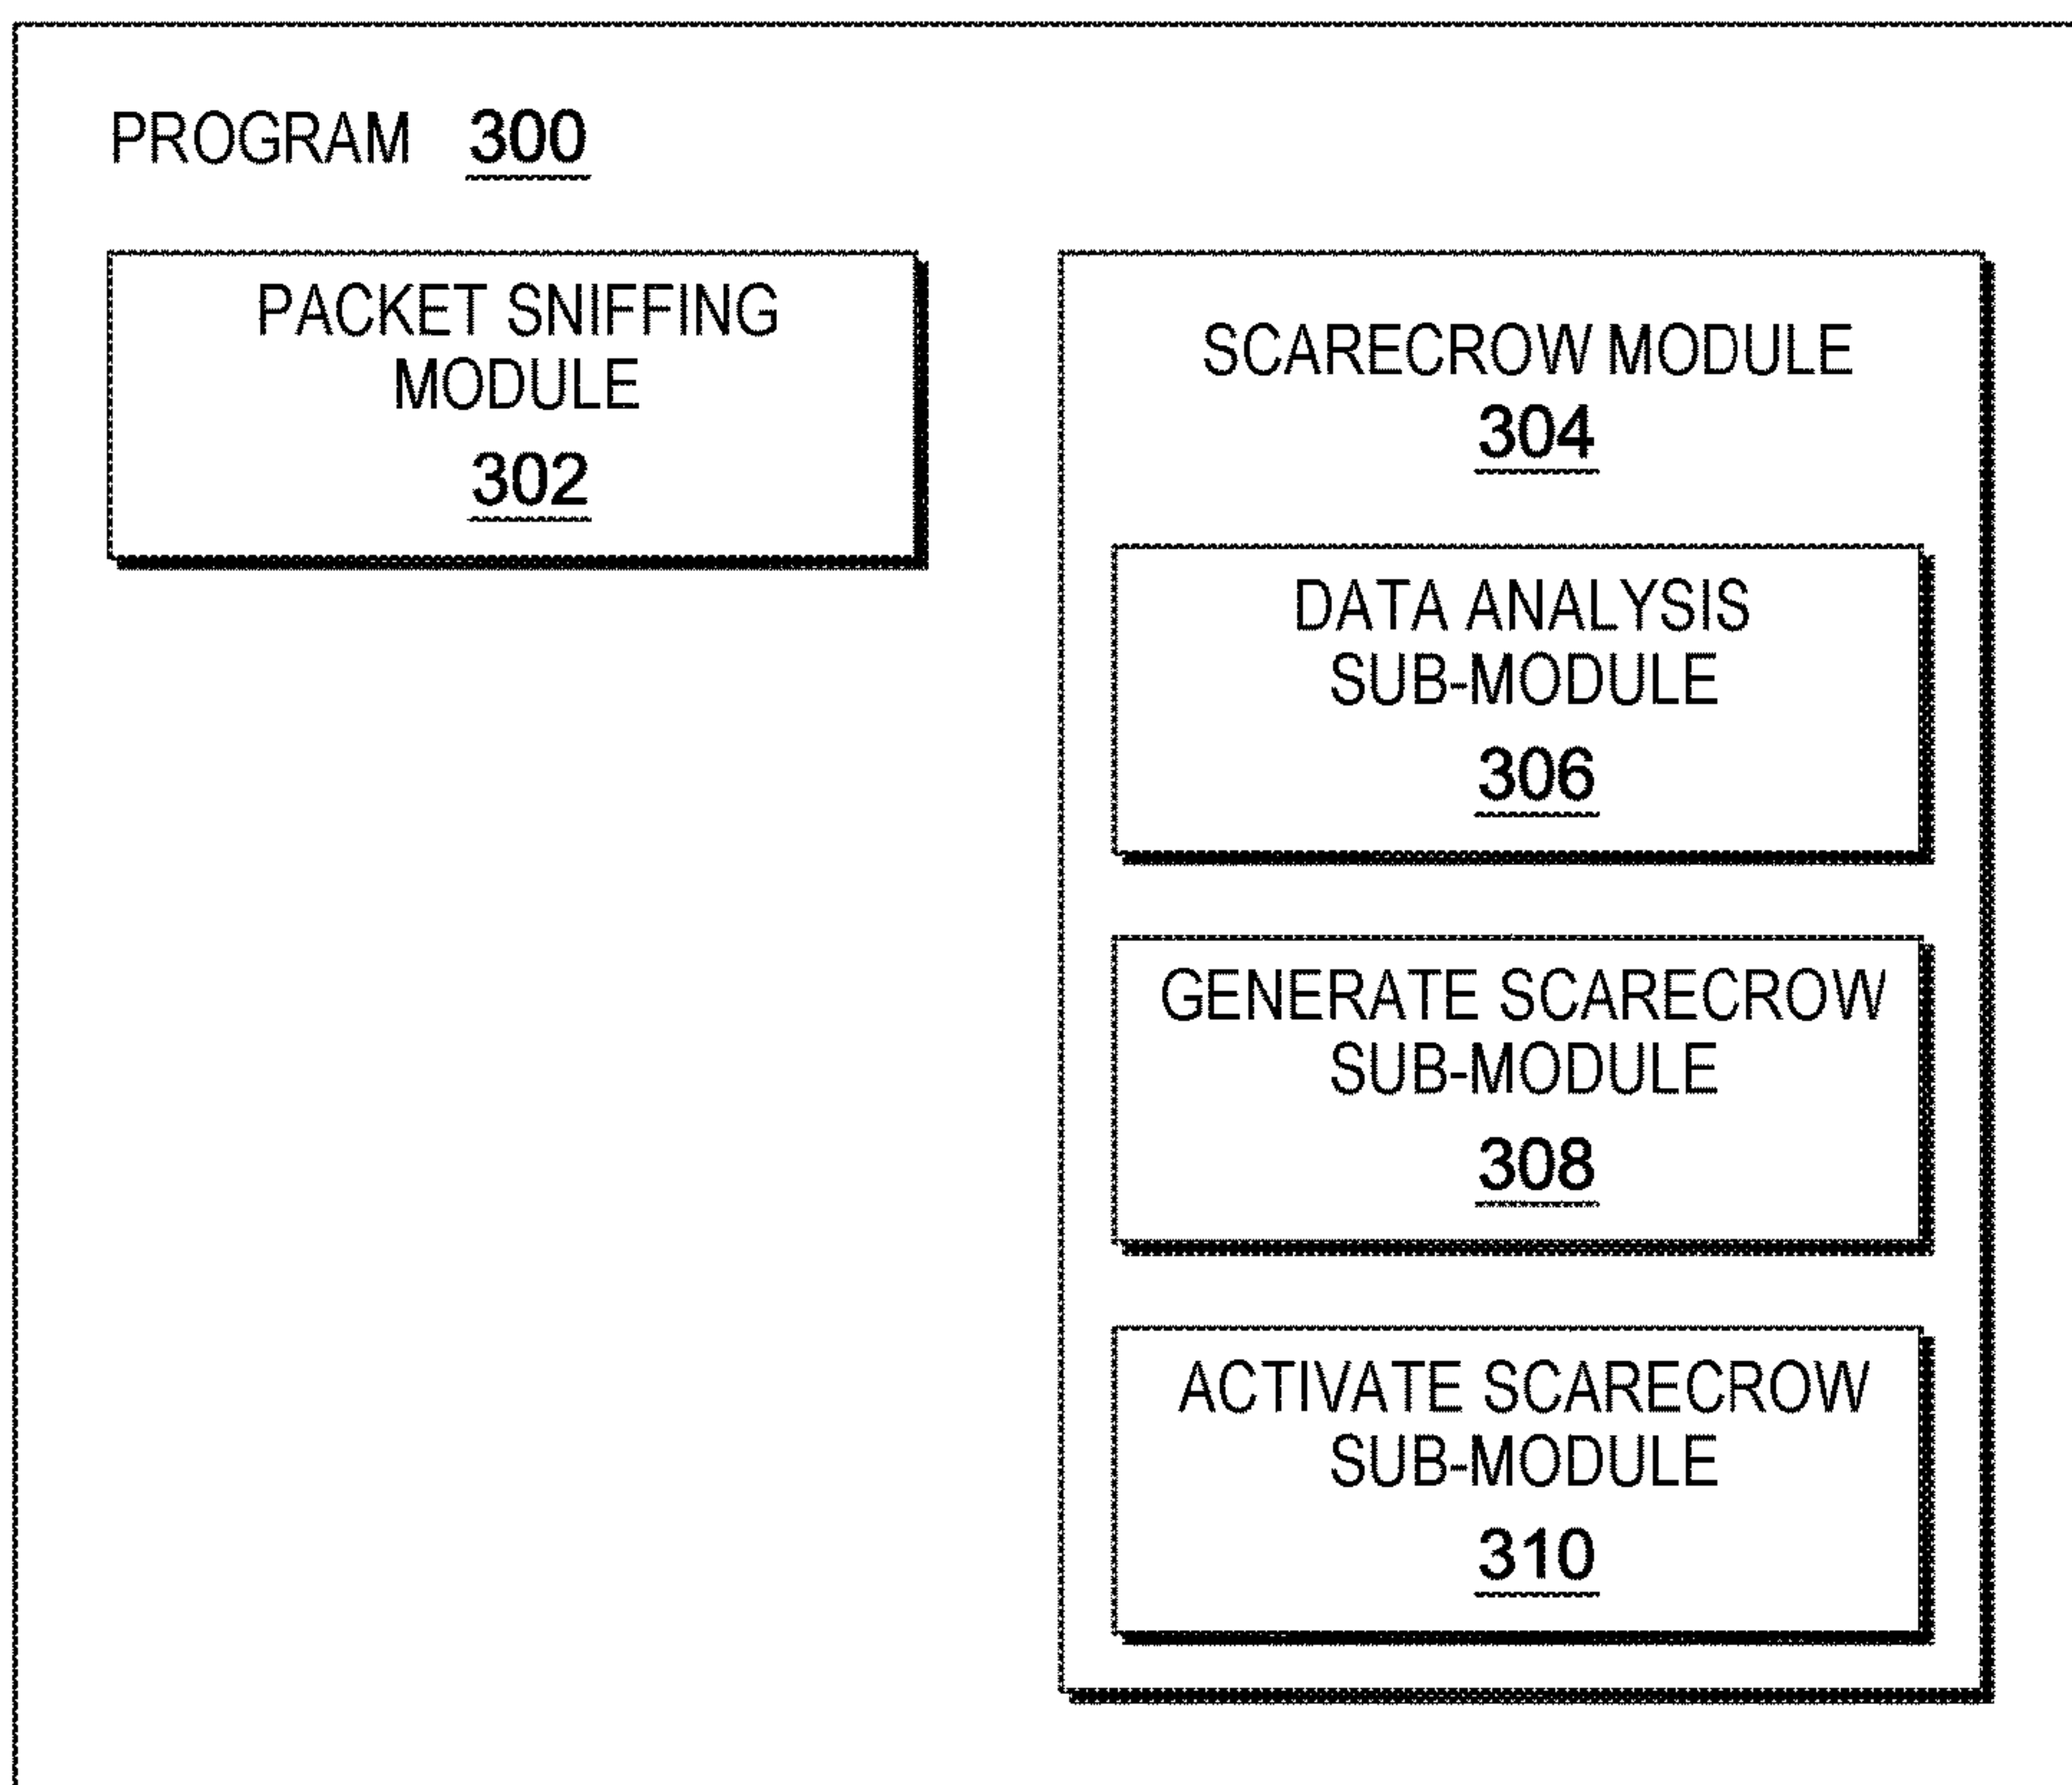 PROGRAM 300
PACKET SNIFFING
MODULE
302
SCARECROW MODULE
304
DATA ANALYSIS
SUB-MODULE
306
GENERATE SCARECROW
SUB-MODULE
308
ACTIVATE SCARECROW
SUB-MODULE
310